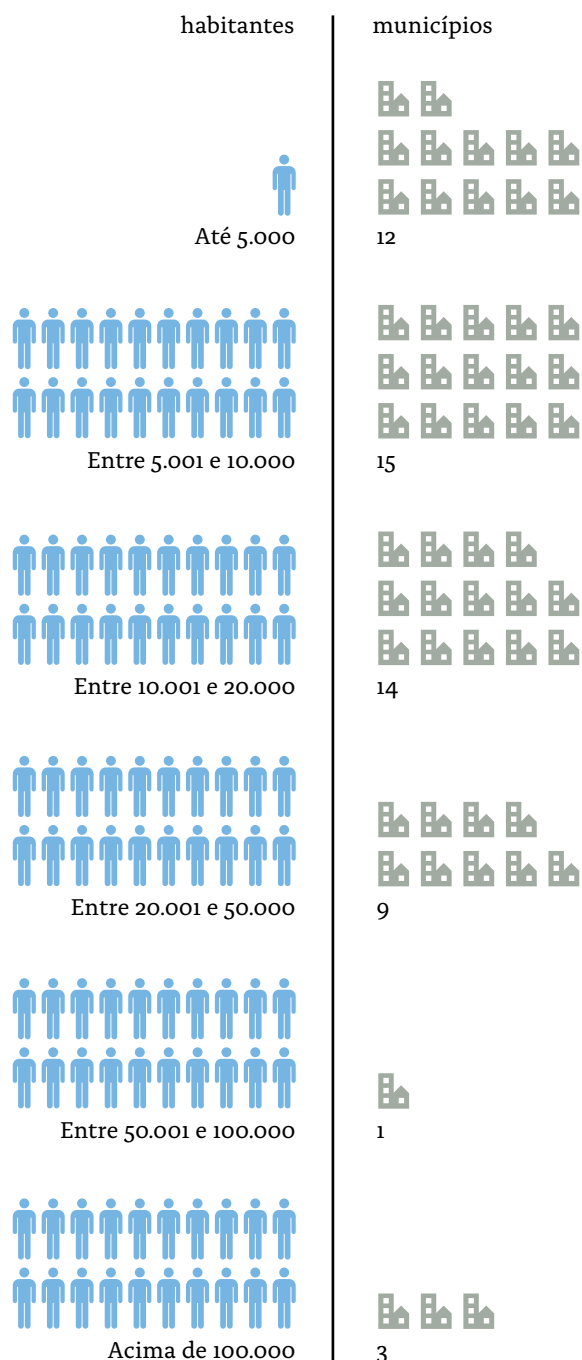 habitantes municípios
Até 5.000 12
Entre 5.001 e 10.000 15
Entre 10.001 e 20.000 14
Entre 20.001 e 50.000 9
Entre 50.001 e 100.000 1
Acima de 100.000 3